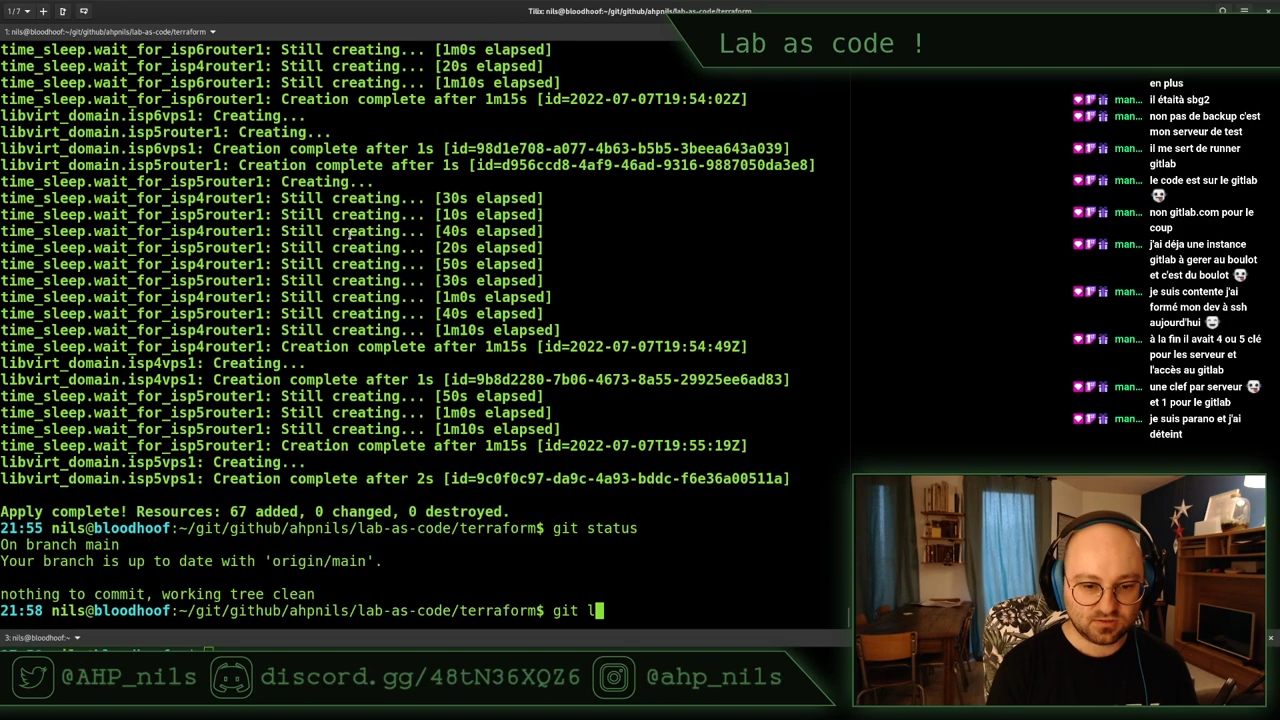 1/7
Tilix: nils@bloodhoof:~/git/github/ahpnils/lab-as-code/terraform
1: nils@bloodhoof:~/git/github/ahpnils/lab-as-code/terraform
Lab as code !
time_sleep.wait_for_isp6router1: Still creating... [1m0s elapsed]
time_sleep.wait_for_isp4router1: Still creating... [20s elapsed]
time_sleep.wait_for_isp6router1: Still creating... [1m10s elapsed]
time_sleep.wait_for_isp6router1: Creation complete after 1m15s [id=2022-07-07T19:54:02Z]
libvirt_domain.isp6vps1: Creating...
libvirt_domain.isp5router1: Creating...
libvirt_domain.isp6vps1: Creation complete after 1s [id=98d1e708-a077-4b63-b5b5-3beea643a039]
libvirt_domain.isp5router1: Creation complete after 1s [id=d956ccd8-4af9-46ad-9316-9887050da3e8]
time_sleep.wait_for_isp5router1: Creating...
time_sleep.wait_for_isp4router1: Still creating... [30s elapsed]
time_sleep.wait_for_isp5router1: Still creating... [10s elapsed]
time_sleep.wait_for_isp4router1: Still creating... [40s elapsed]
time_sleep.wait_for_isp5router1: Still creating... [20s elapsed]
time_sleep.wait_for_isp4router1: Still creating... [50s elapsed]
time_sleep.wait_for_isp5router1: Still creating... [30s elapsed]
time_sleep.wait_for_isp4router1: Still creating... [1m0s elapsed]
time_sleep.wait_for_isp5router1: Still creating... [40s elapsed]
time_sleep.wait_for_isp4router1: Still creating... [1m10s elapsed]
time_sleep.wait_for_isp4router1: Creation complete after 1m15s [id=2022-07-07T19:54:49Z]
libvirt_domain.isp4vps1: Creating...
libvirt_domain.isp4vps1: Creation complete after 1s [id=9b8d2280-7b06-4673-8a55-29925ee6ad83]
time_sleep.wait_for_isp5router1: Still creating... [50s elapsed]
time_sleep.wait_for_isp5router1: Still creating... [1m0s elapsed]
time_sleep.wait_for_isp5router1: Still creating... [1m10s elapsed]
time_sleep.wait_for_isp5router1: Creation complete after 1m15s [id=2022-07-07T19:55:19Z]
libvirt_domain.isp5vps1: Creating...
libvirt_domain.isp5vps1: Creation complete after 2s [id=9c0f0c97-da9c-4a93-bddc-f6e36a00511a]
Apply complete! Resources: 67 added, 0 changed, 0 destroyed.
21:55 nils@bloodhoof:~/git/github/ahpnils/lab-as-code/terraform$ git status
On branch main
Your branch is up to date with 'origin/main'.
nothing to commit, working tree clean
21:58 nils@bloodhoof:~/git/github/ahpnils/lab-as-code/terraform$ git l
3: nils@bloodhoof:~
en plus
man... il étaità sbg2
man... non pas de backup c'est
mon serveur de test
man... il me sert de runner
gitlab
man... le code est sur le gitlab
man... non gitlab.com pour le
coup
man... j'ai déja une instance
gitlab à gerer au boulot
et c'est du boulot
man... je suis contente j'ai
formé mon dev à ssh
aujourd'hui
man... à la fin il avait 4 ou 5 clé
pour les serveur et
l'accès au gitlab
man... une clef par serveur
et 1 pour le gitlab
man... je suis parano et j'ai
déteint
@AHP_nils
discord.gg/48tN36XQZ6
@ahp_nils